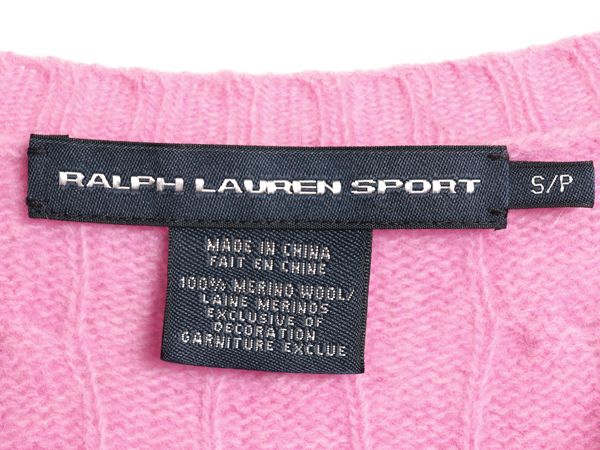 RALPH LAUREN SPORT
S/P
MADE IN CHINA
FAIT EN CHINE
100% MERINO WOOL/
LAINE MERINOS
EXCLUSIVE OF
DECORATION
GARNITURE EXCLUE